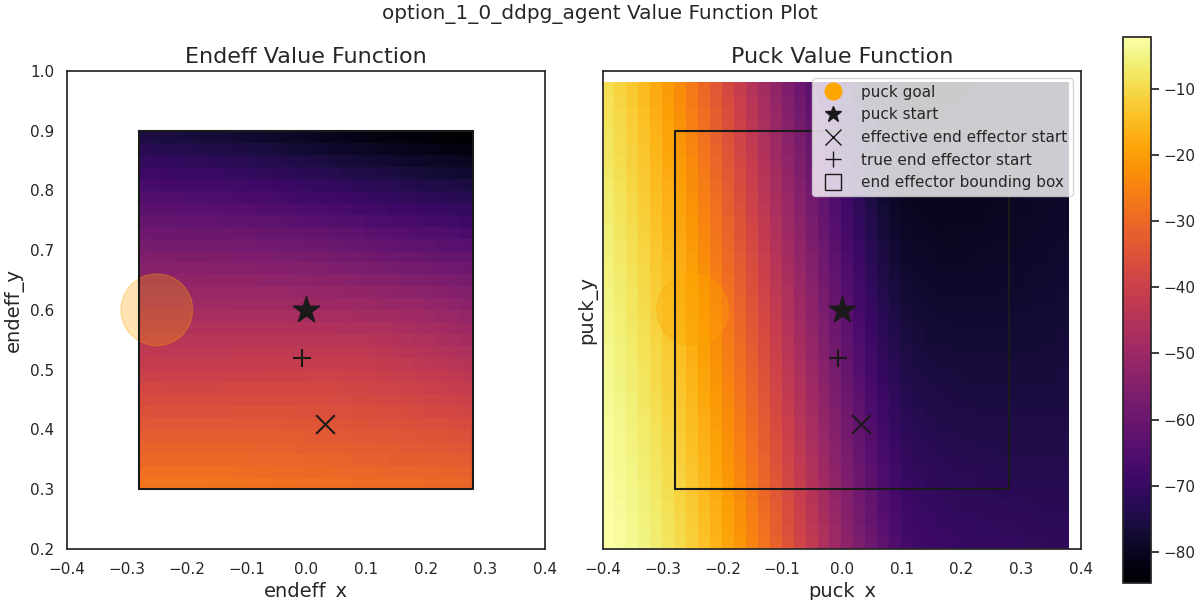 option_1_0_ddpg_agent Value Function Plot
Endeff Value Function
1.0
0.9
0.8
0.7
0.6
0.5
0.4
0.3
0.2
endeff_y
−0.4 −0.3 −0.2 −0.1 0.0 0.1 0.2 0.3 0.4
endeff_x
Puck Value Function
puck goal
puck start
effective end effector start
true end effector start
end effector bounding box
puck_y
−0.4 −0.3 −0.2 −0.1 0.0 0.1 0.2 0.3 0.4
puck_x
−10
−20
−30
−40
−50
−60
−70
−80